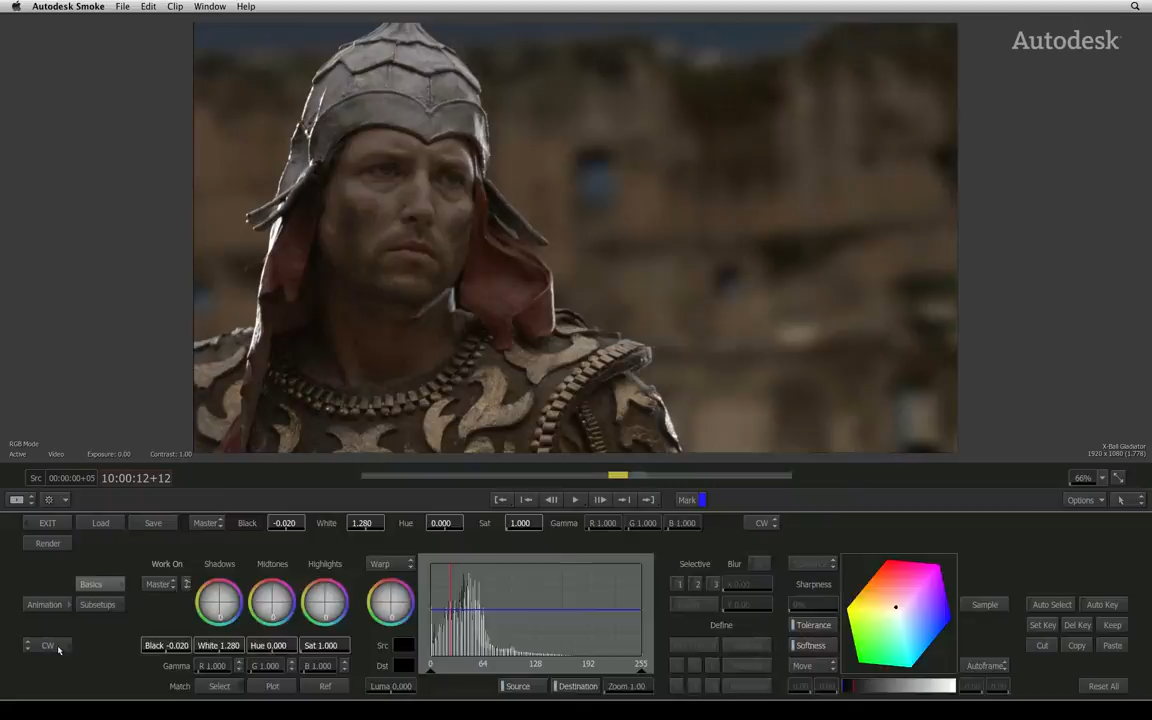 Autodesk Smoke File Edit Clip Window Help
Autodesk
RGB Mode
Active Video Exposure: 0.00 Contrast: 1.00
X-Ball Gladiator
1920 x 1080 (1.778)
Src 00:00:00+05 10:00:12+12 66%
Mark Options
EXIT Load Save Master Black -0.020 White 1.280 Hue 0.000 Sat 1.000 Gamma R 1.000 G 1.000 B 1.000 CW
Render
Work On Shadows Midtones Highlights Warp Selective Blur
Basics Master 1 2 3 Sharpness
Animation Subsetups Define Sample Auto Select Auto Key
Tolerance Set Key Del Key Keep
CW Black -0.020 White 1.280 Hue 0.000 Sat 1.000 Src Softness Cut Copy Paste
Gamma R 1.000 G 1.000 B 1.000 Dst 0 64 128 192 255 Move Autoframe
Match Select Plot Ref Luma 0.000 Source Destination Zoom 1.00 Reset All